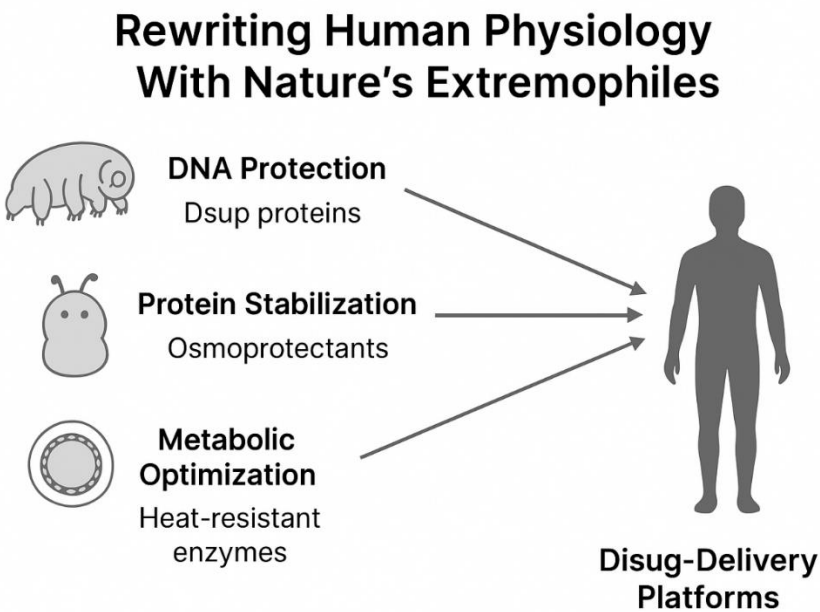 Rewriting Human Physiology
With Nature's Extremophiles
DNA Protection
Dsup proteins
Protein Stabilization
Osmoprotectants
Metabolic
Optimization
Heat-resistant
enzymes
Disug-Delivery
Platforms